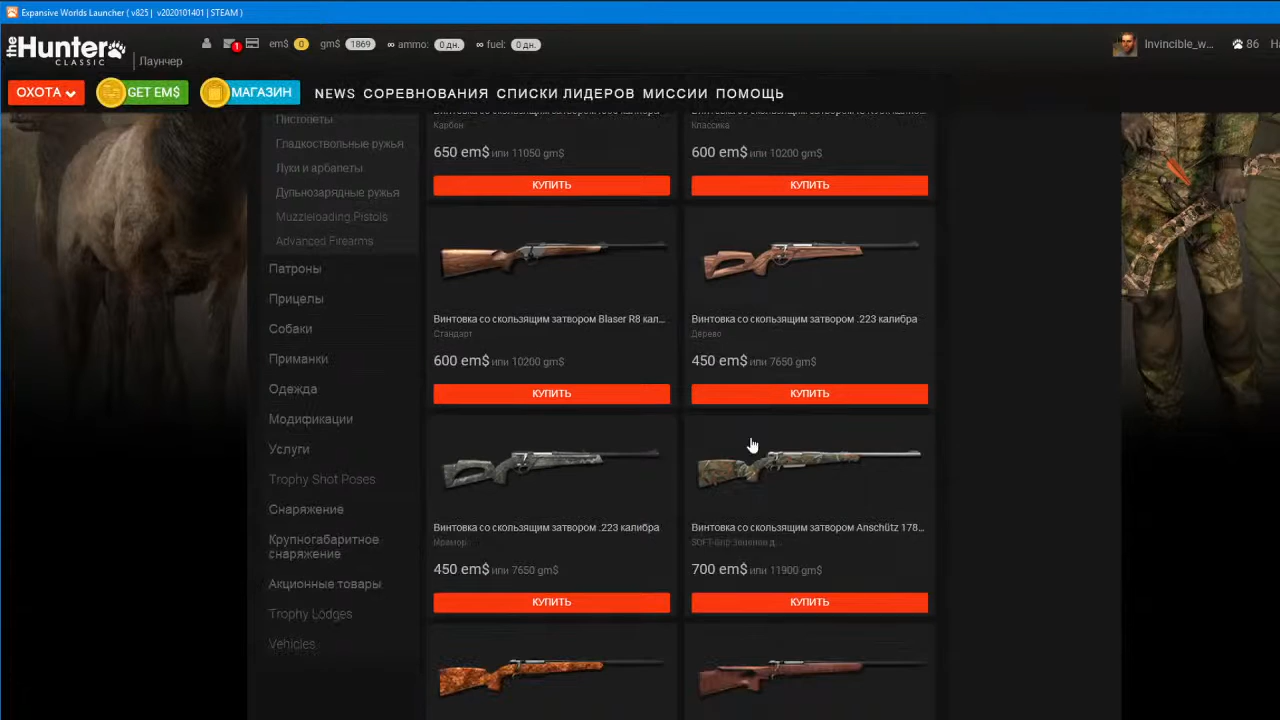 Expansive Worlds Launcher ( v825 | v2020101401 | STEAM )
theHunter CLASSIC
Лаунчер
1
em$ 0 gm$ 1869 ∞ ammo: 0 дн. ∞ fuel: 0 дн.
Invincible_w... 86
ОХОТА GET EM$ МАГАЗИН NEWS СОРЕВНОВАНИЯ СПИСКИ ЛИДЕРОВ МИССИИ ПОМОЩЬ
Пистолеты
Гладкоствольные ружья
Луки и арбалеты
Дульнозарядные ружья
Muzzleloading Pistols
Advanced Firearms
Патроны
Прицелы
Собаки
Приманки
Одежда
Модификации
Услуги
Trophy Shot Poses
Снаряжение
Крупногабаритное
снаряжение
Акционные товары
Trophy Lodges
Vehicles
Карбон
650 em$ или 11050 gm$
КУПИТЬ
Классика
600 em$ или 10200 gm$
КУПИТЬ
Винтовка со скользящим затвором Blaser R8 кал...
Стандарт
600 em$ или 10200 gm$
КУПИТЬ
Винтовка со скользящим затвором .223 калибра
Дерево
450 em$ или 7650 gm$
КУПИТЬ
Винтовка со скользящим затвором .223 калибра
Мрамор
450 em$ или 7650 gm$
КУПИТЬ
Винтовка со скользящим затвором Anschütz 178...
700 em$ или 11900 gm$
КУПИТЬ